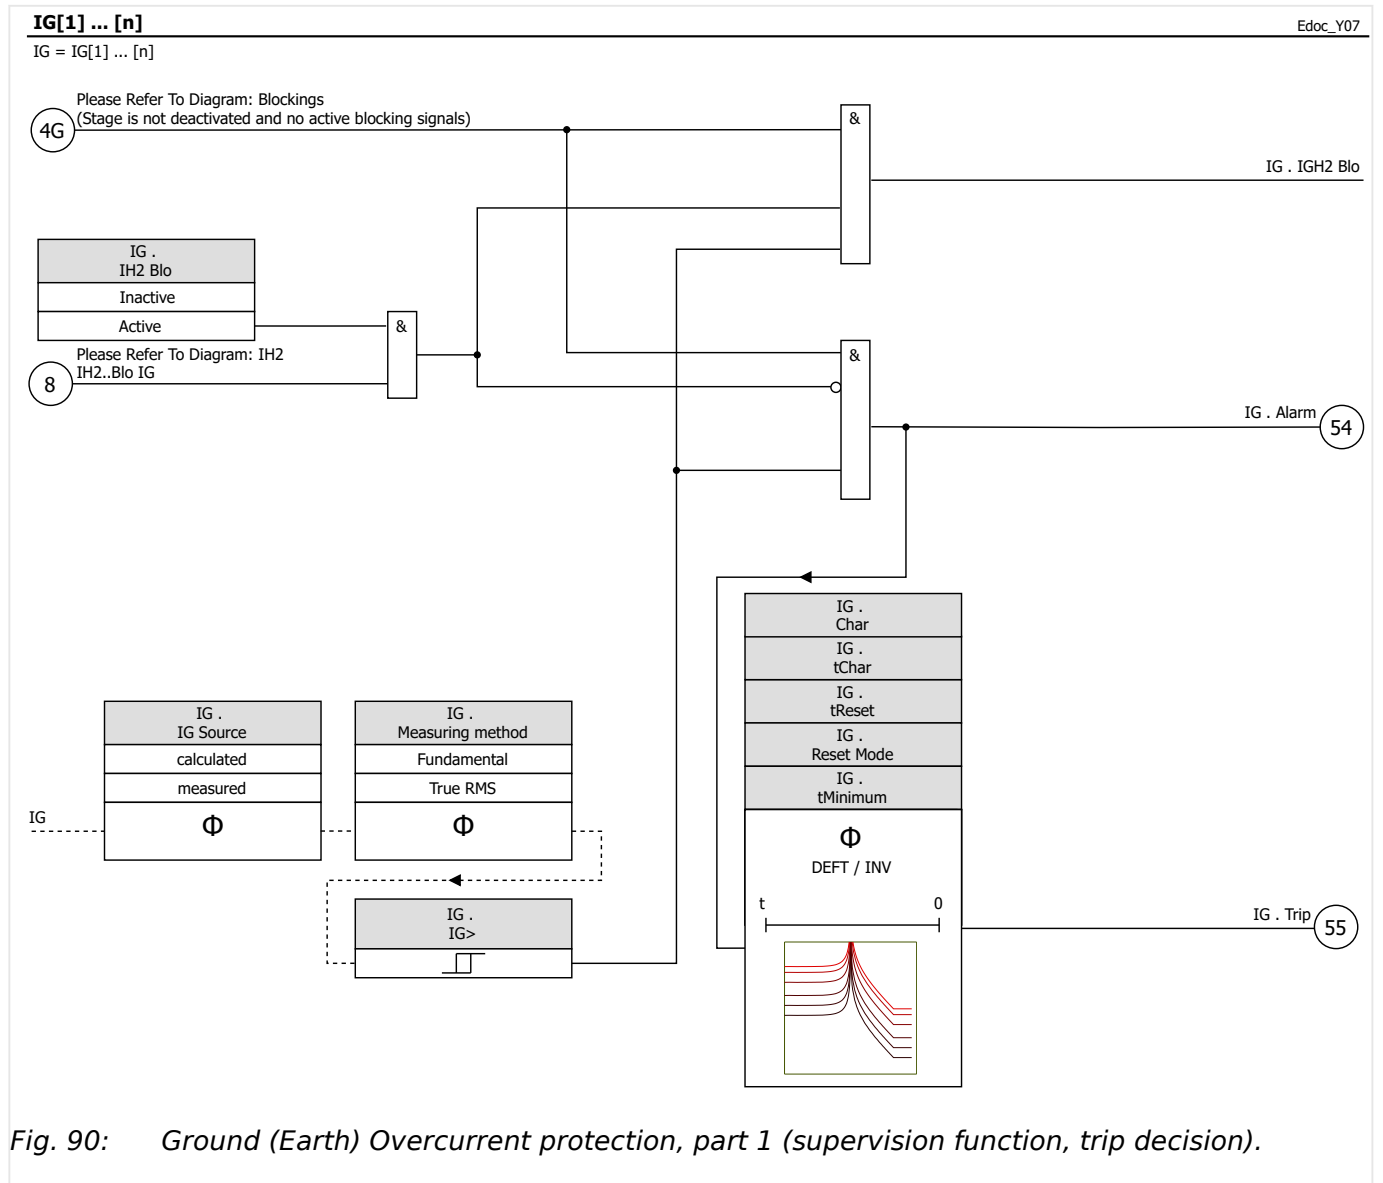 IG[1] ... [n]
Edoc_Y07
IG = IG[1] ... [n]
Please Refer To Diagram: Blockings
4G
(Stage is not deactivated and no active blocking signals)
&
IG . IGH2 Blo
IG .
IH2 Blo
Inactive
Active
&
Please Refer To Diagram: IH2
IH2..Blo IG
8
&
IG . Alarm
54
IG .
Char
IG .
tChar
IG .
tReset
IG .
Reset Mode
IG .
tMinimum
Φ
DEFT / INV
t
0
IG .
IG Source
calculated
measured
Φ
IG .
Measuring method
Fundamental
True RMS
Φ
IG
IG .
IG>
IG . Trip
55
Fig. 90: Ground (Earth) Overcurrent protection, part 1 (supervision function, trip decision).